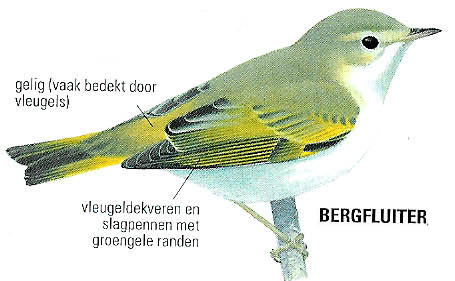 gelig (vaak bedekt door
vleugels)
vleugeldekveren en
slagpennen met
groengele randen
BERGFLUITER